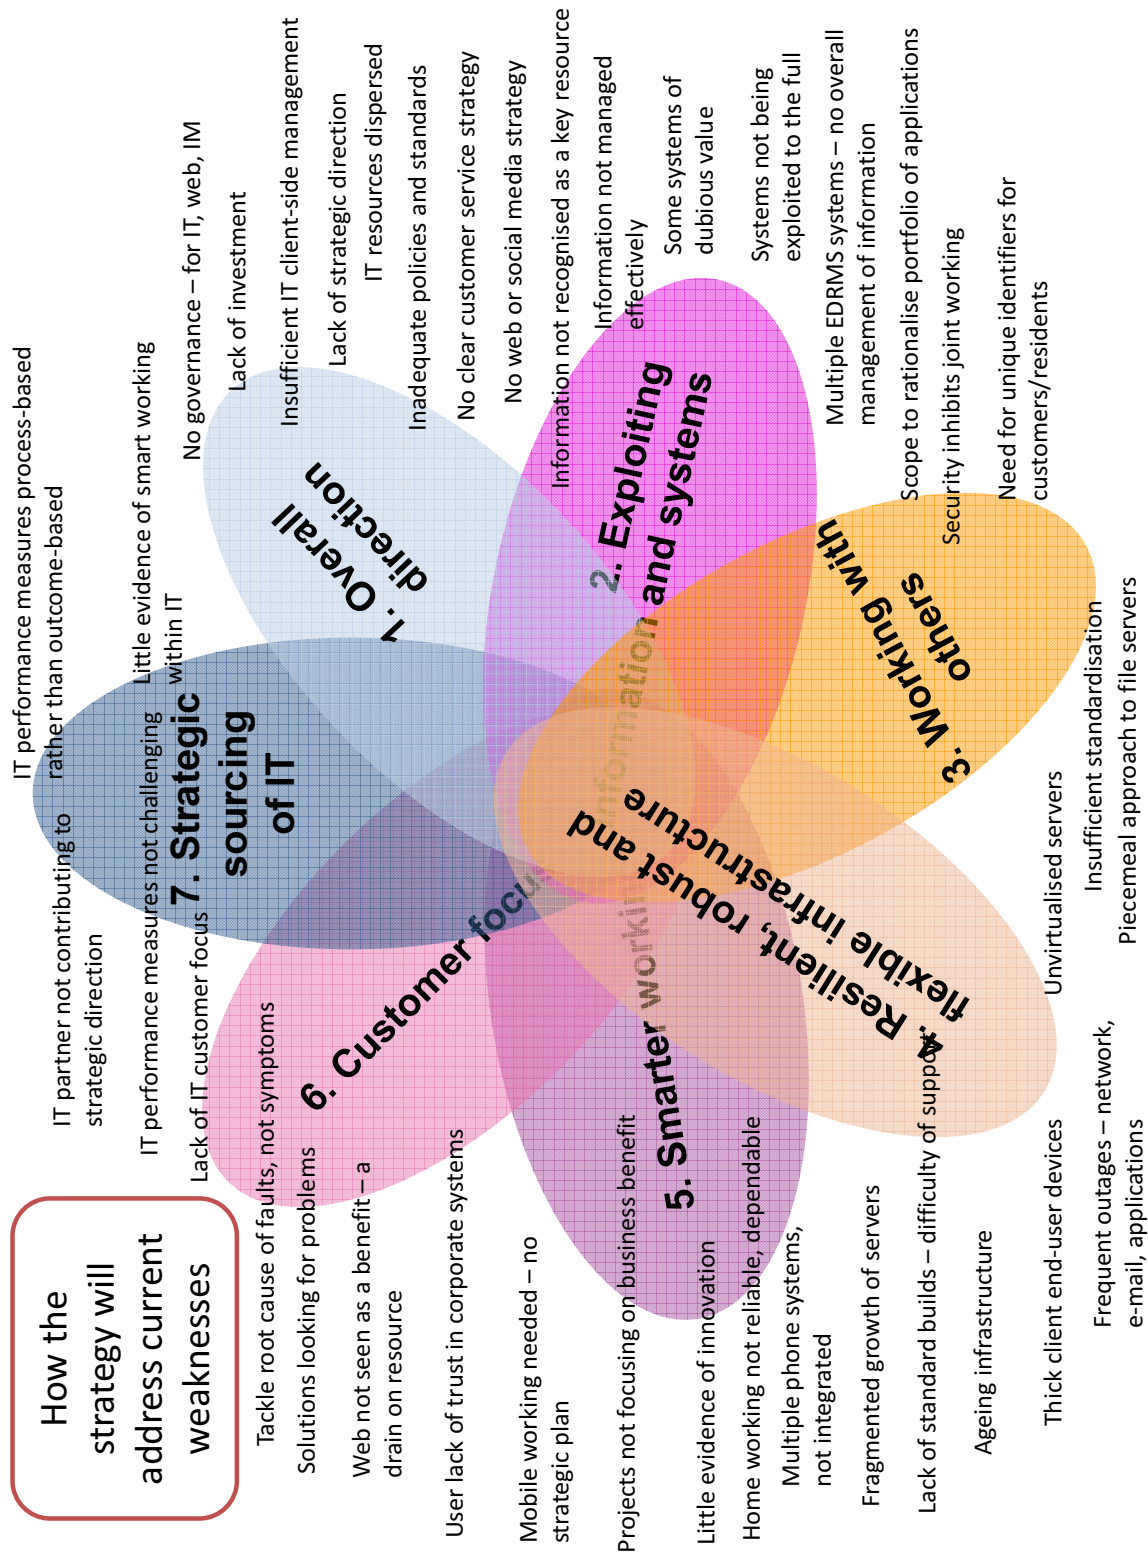 How the
strategy will
address current
weaknesses
IT partner not contributing to
strategic direction
IT performance measures process-based
rather than outcome-based
IT performance measures not challenging
Little evidence of smart working
within IT
Lack of IT customer focus
7. Strategic
sourcing
of IT
No governance – for IT, web, IM
Lack of investment
Insufficient IT client-side management
Lack of strategic direction
IT resources dispersed
Inadequate policies and standards
No clear customer service strategy
No web or social media strategy
1. Overall
direction
Information not recognised as a key resource
Information not managed
effectively
Some systems of
dubious value
Systems not being
exploited to the full
Multiple EDRMS systems – no overall
management of information
Scope to rationalise portfolio of applications
2. Exploiting
information
and systems
Security inhibits joint working
Need for unique identifiers for
customers/residents
3. Working with
others
Insufficient standardisation
Piecemeal approach to file servers
Unvirtualised servers
Frequent outages – network,
e-mail, applications
Thick client end-user devices
Ageing infrastructure
Lack of standard builds – difficulty of support
Fragmented growth of servers
4. Resilient, robust and
flexible infrastructure
Multiple phone systems,
not integrated
Home working not reliable, dependable
Little evidence of innovation
Projects not focusing on business benefit
Mobile working needed – no
strategic plan
5. Smarter working
User lack of trust in corporate systems
Web not seen as a benefit – a
drain on resource
Solutions looking for problems
Tackle root cause of faults, not symptoms
6. Customer focus